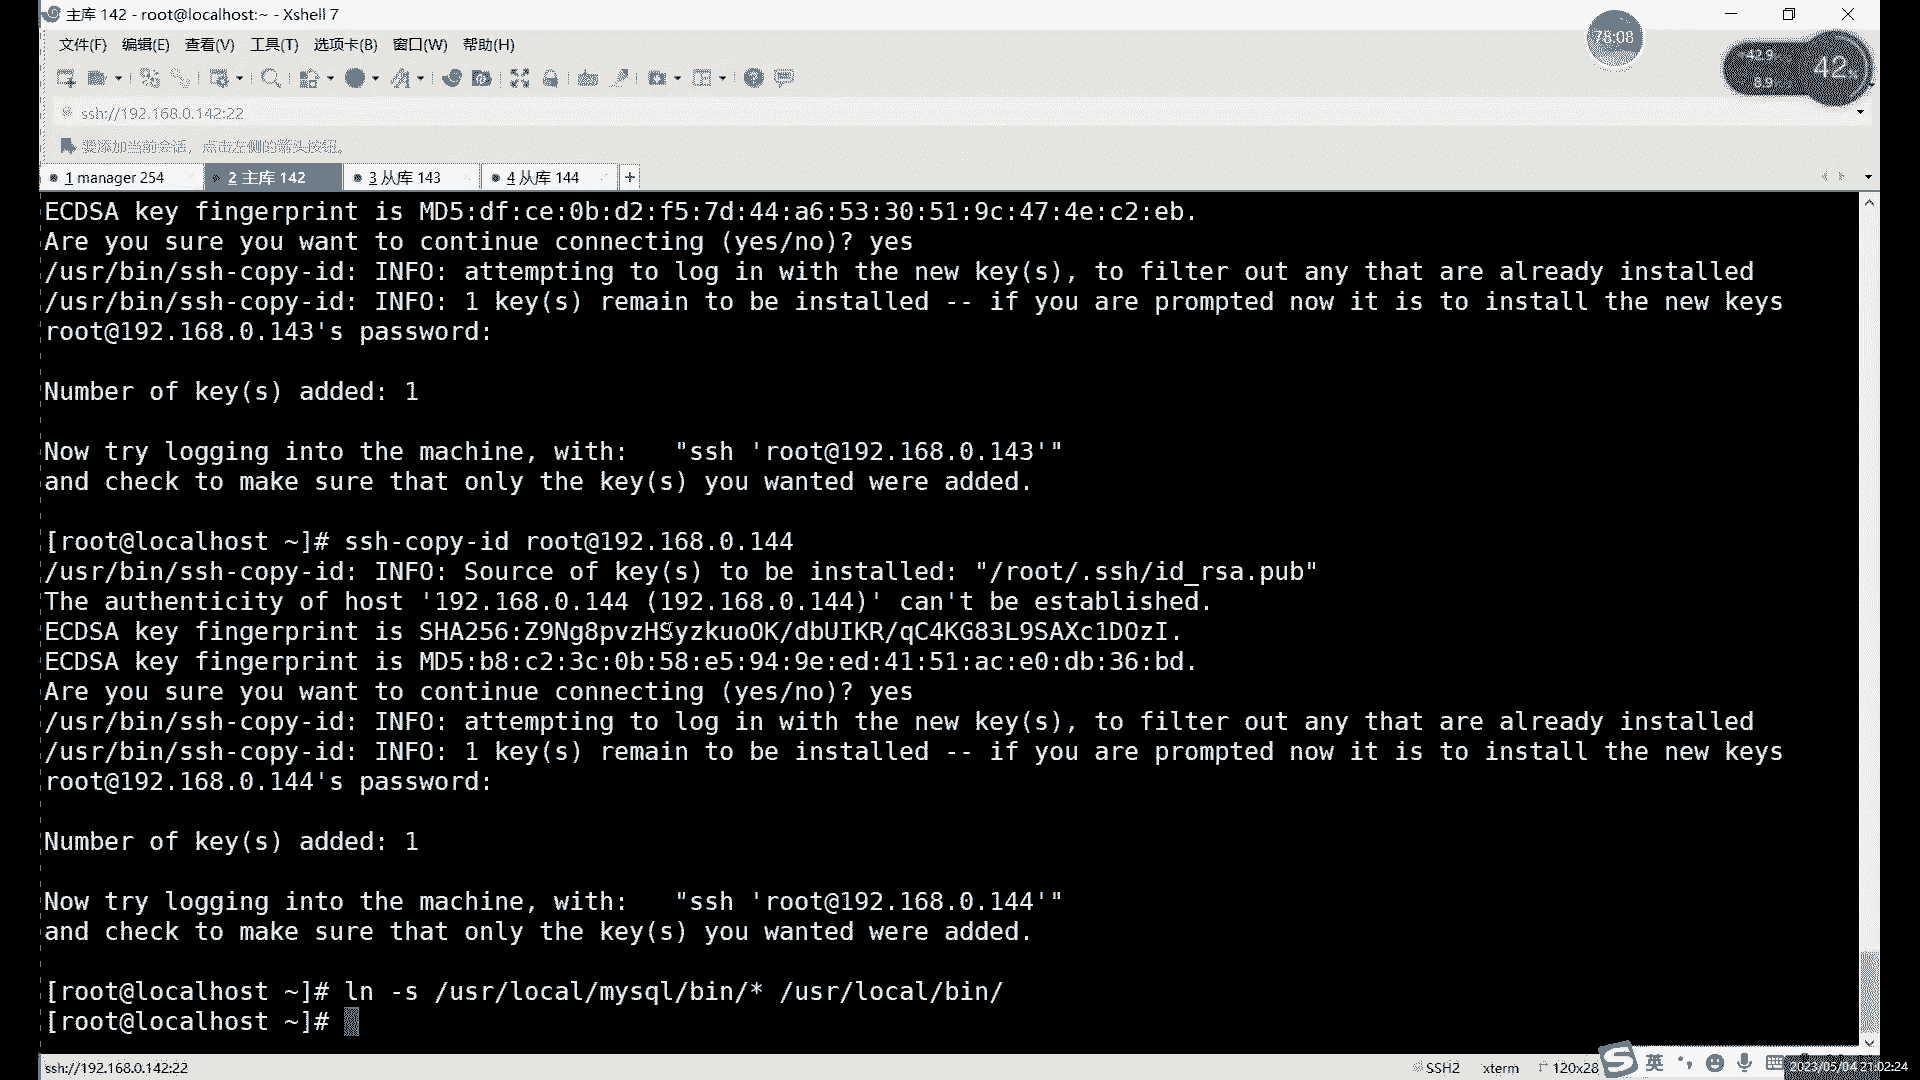 主库 142 - root@localhost:~ - Xshell 7
文件(F) 编辑(E) 查看(V) 工具(T) 选项卡(B) 窗口(W) 帮助(H)
78:08
42.9
42%
8.9
ssh://192.168.0.142:22
要添加当前会话，点击左侧的箭头按钮。
1 manager 254
2 主库 142
3 从库 143
4 从库 144
+
ECDSA key fingerprint is MD5:df:ce:0b:d2:f5:7d:44:a6:53:30:51:9c:47:4e:c2:eb.
Are you sure you want to continue connecting (yes/no)? yes
/usr/bin/ssh-copy-id: INFO: attempting to log in with the new key(s), to filter out any that are already installed
/usr/bin/ssh-copy-id: INFO: 1 key(s) remain to be installed -- if you are prompted now it is to install the new keys
root@192.168.0.143's password:
Number of key(s) added: 1
Now try logging into the machine, with:   "ssh 'root@192.168.0.143'"
and check to make sure that only the key(s) you wanted were added.
[root@localhost ~]# ssh-copy-id root@192.168.0.144
/usr/bin/ssh-copy-id: INFO: Source of key(s) to be installed: "/root/.ssh/id_rsa.pub"
The authenticity of host '192.168.0.144 (192.168.0.144)' can't be established.
ECDSA key fingerprint is SHA256:Z9Ng8pvzHSyzkuoOK/dbUIKR/qC4KG83L9SAXc1DOzI.
ECDSA key fingerprint is MD5:b8:c2:3c:0b:58:e5:94:9e:ed:41:51:ac:e0:db:36:bd.
Are you sure you want to continue connecting (yes/no)? yes
/usr/bin/ssh-copy-id: INFO: attempting to log in with the new key(s), to filter out any that are already installed
/usr/bin/ssh-copy-id: INFO: 1 key(s) remain to be installed -- if you are prompted now it is to install the new keys
root@192.168.0.144's password:
Number of key(s) added: 1
Now try logging into the machine, with:   "ssh 'root@192.168.0.144'"
and check to make sure that only the key(s) you wanted were added.
[root@localhost ~]# ln -s /usr/local/mysql/bin/* /usr/local/bin/
[root@localhost ~]#
ssh://192.168.0.142:22
SSH2 xterm 120x28
英
2023/05/04 21:02:24